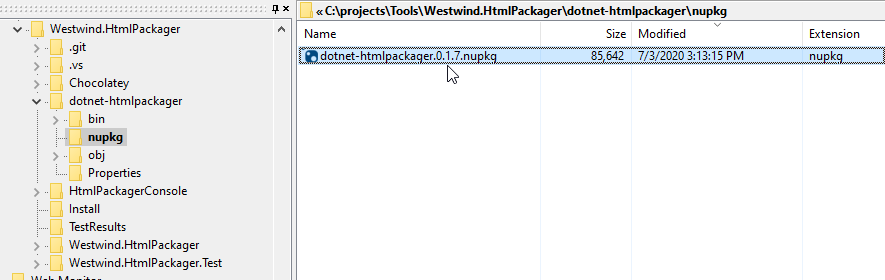 Westwind.HtmlPackager
.git
.vs
Chocolatey
dotnet-htmlpackager
bin
nupkg
obj
Properties
HtmlPackagerConsole
Install
TestResults
Westwind.HtmlPackager
Westwind.HtmlPackager.Test
Web Monitor
« C:\projects\Tools\Westwind.HtmlPackager\dotnet-htmlpackager\nupkg
Name Size Modified Extension
dotnet-htmlpackager.0.1.7.nupkg 85,642 7/3/2020 3:13:15 PM nupkg